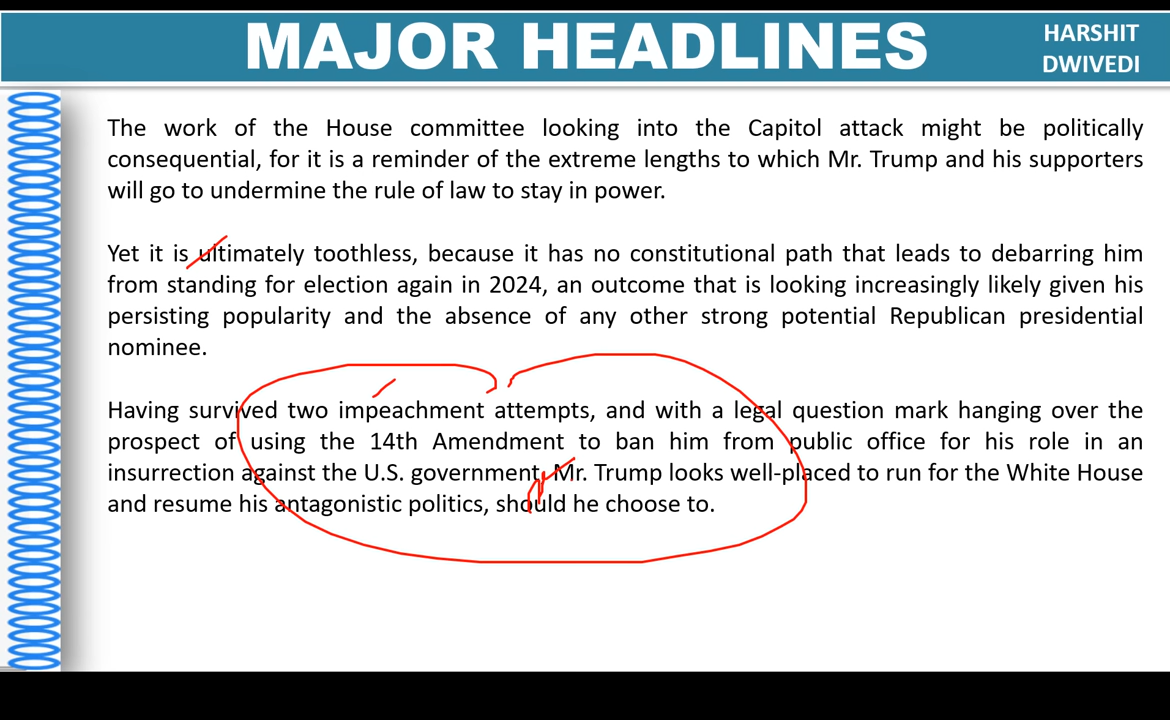 MAJOR HEADLINES
HARSHIT
DWIVEDI
The work of the House committee looking into the Capitol attack might be politically
consequential, for it is a reminder of the extreme lengths to which Mr. Trump and his supporters
will go to undermine the rule of law to stay in power.
Yet it is ultimately toothless, because it has no constitutional path that leads to debarring him
from standing for election again in 2024, an outcome that is looking increasingly likely given his
persisting popularity and the absence of any other strong potential Republican presidential
nominee.
Having survived two impeachment attempts, and with a legal question mark hanging over the
prospect of using the 14th Amendment to ban him from public office for his role in an
insurrection against the U.S. government, Mr. Trump looks well-placed to run for the White House
and resume his antagonistic politics, should he choose to.